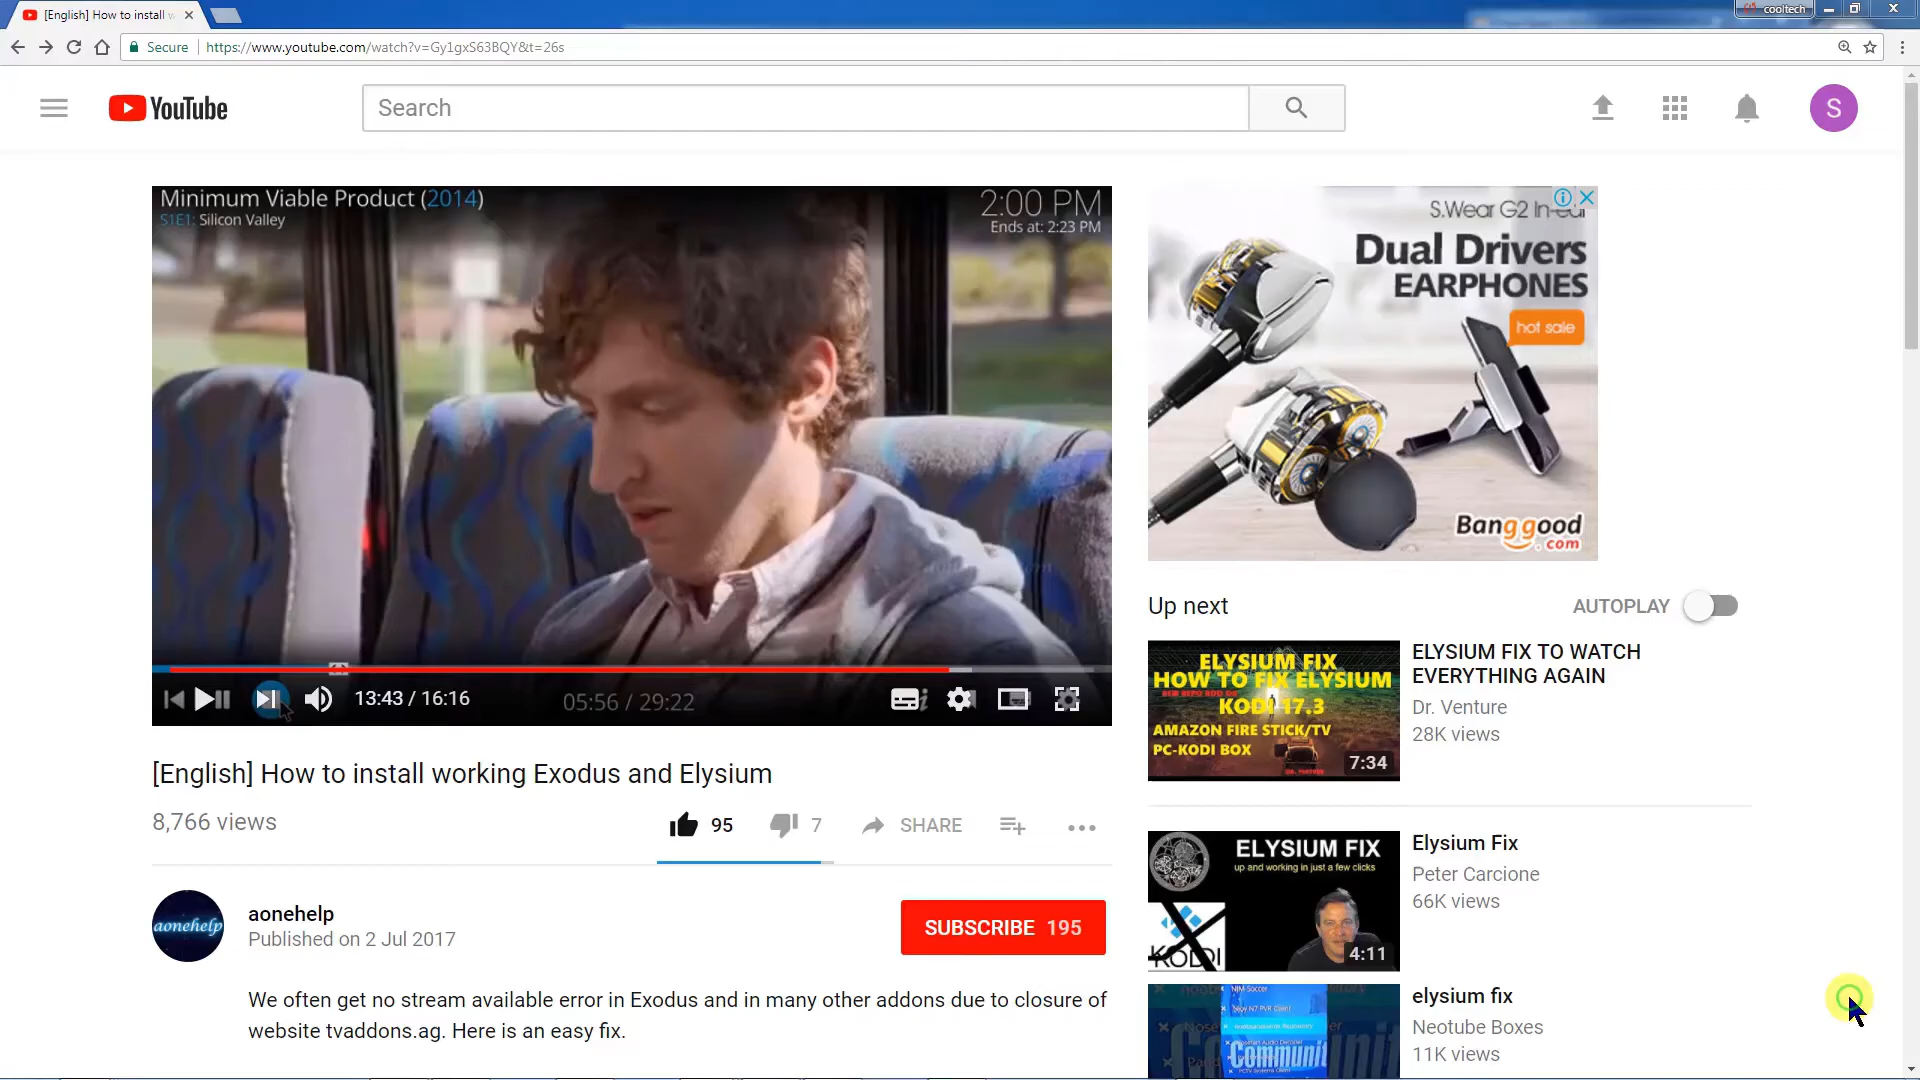 [English] How to install w
cooltech
Secure
https://www.youtube.com/watch?v=Gy1gxS63BQY&t=26s
YouTube
Search
S
Minimum Viable Product (2014)
S1E1: Silicon Valley
2:00 PM
Ends at: 2:23 PM
13:43 / 16:16
05:56 / 29:22
S.Wear G2 In-ear
Dual Drivers
EARPHONES
hot sale
Banggood
.com
Up next
AUTOPLAY
ELYSIUM FIX
HOW TO FIX ELYSIUM
KODI 17.3
AMAZON FIRE STICK/TV
PC-KODI BOX
7:34
ELYSIUM FIX TO WATCH
EVERYTHING AGAIN
Dr. Venture
28K views
[English] How to install working Exodus and Elysium
8,766 views
95
7
SHARE
ELYSIUM FIX
up and working in just a few clicks
KODI
4:11
Elysium Fix
Peter Carcione
66K views
aonehelp
aonehelp
Published on 2 Jul 2017
SUBSCRIBE 195
We often get no stream available error in Exodus and in many other addons due to closure of
website tvaddons.ag. Here is an easy fix.
elysium fix
Neotube Boxes
11K views